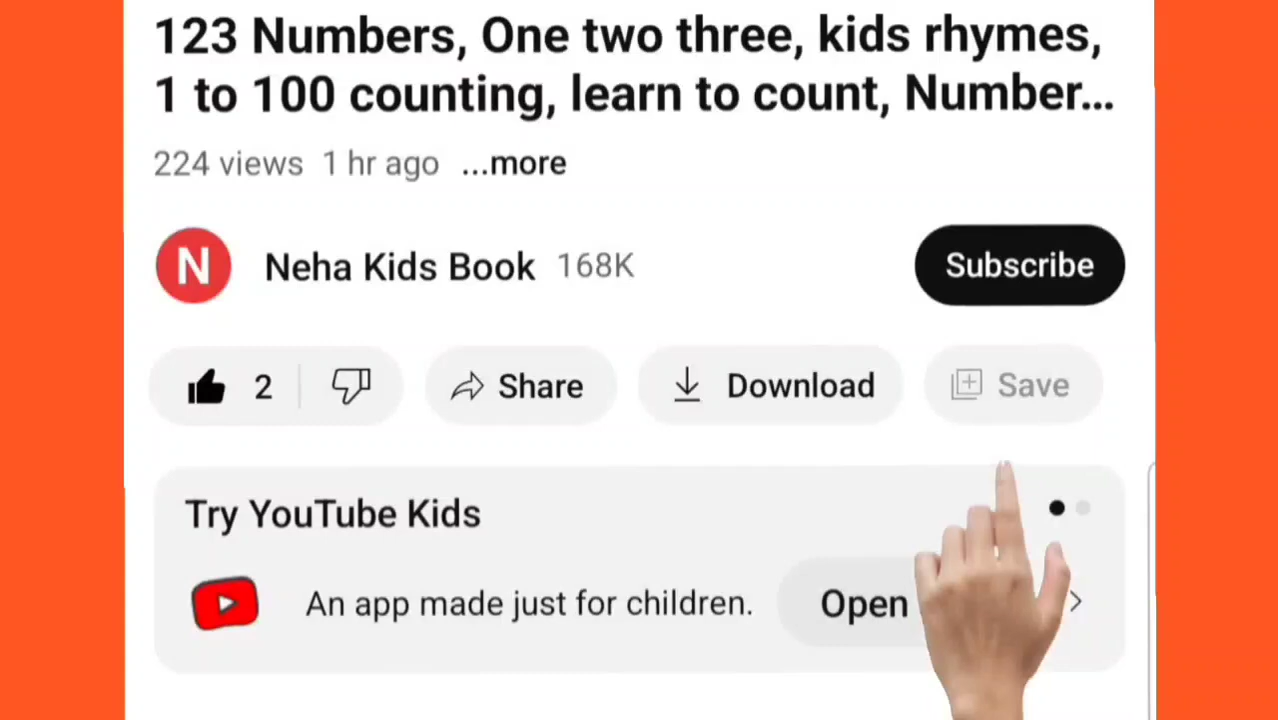 123 Numbers, One two three, kids rhymes,
1 to 100 counting, learn to count, Number...
224 views 1 hr ago ...more
N Neha Kids Book 168K Subscribe
2 Share Download Save
Try YouTube Kids
An app made just for children. Open